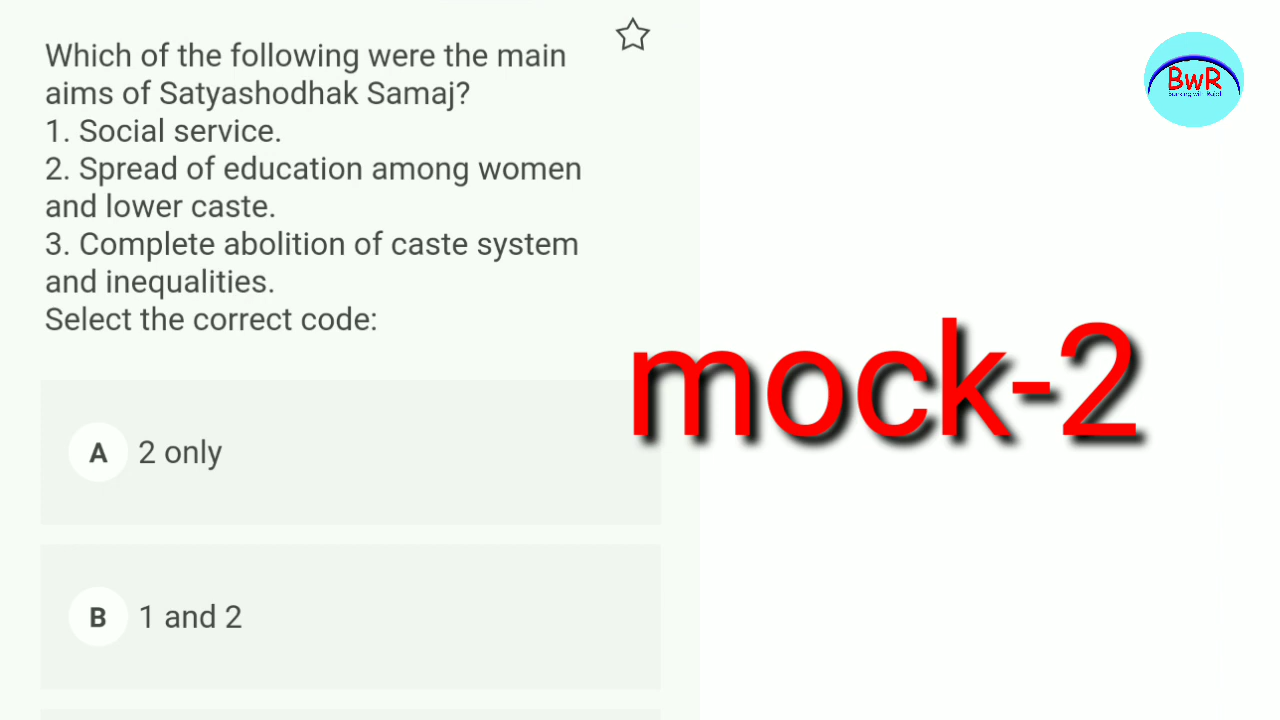 Which of the following were the main
aims of Satyashodhak Samaj?
1. Social service.
2. Spread of education among women
and lower caste.
3. Complete abolition of caste system
and inequalities.
Select the correct code:
A 2 only
B 1 and 2
mock-2
BwR